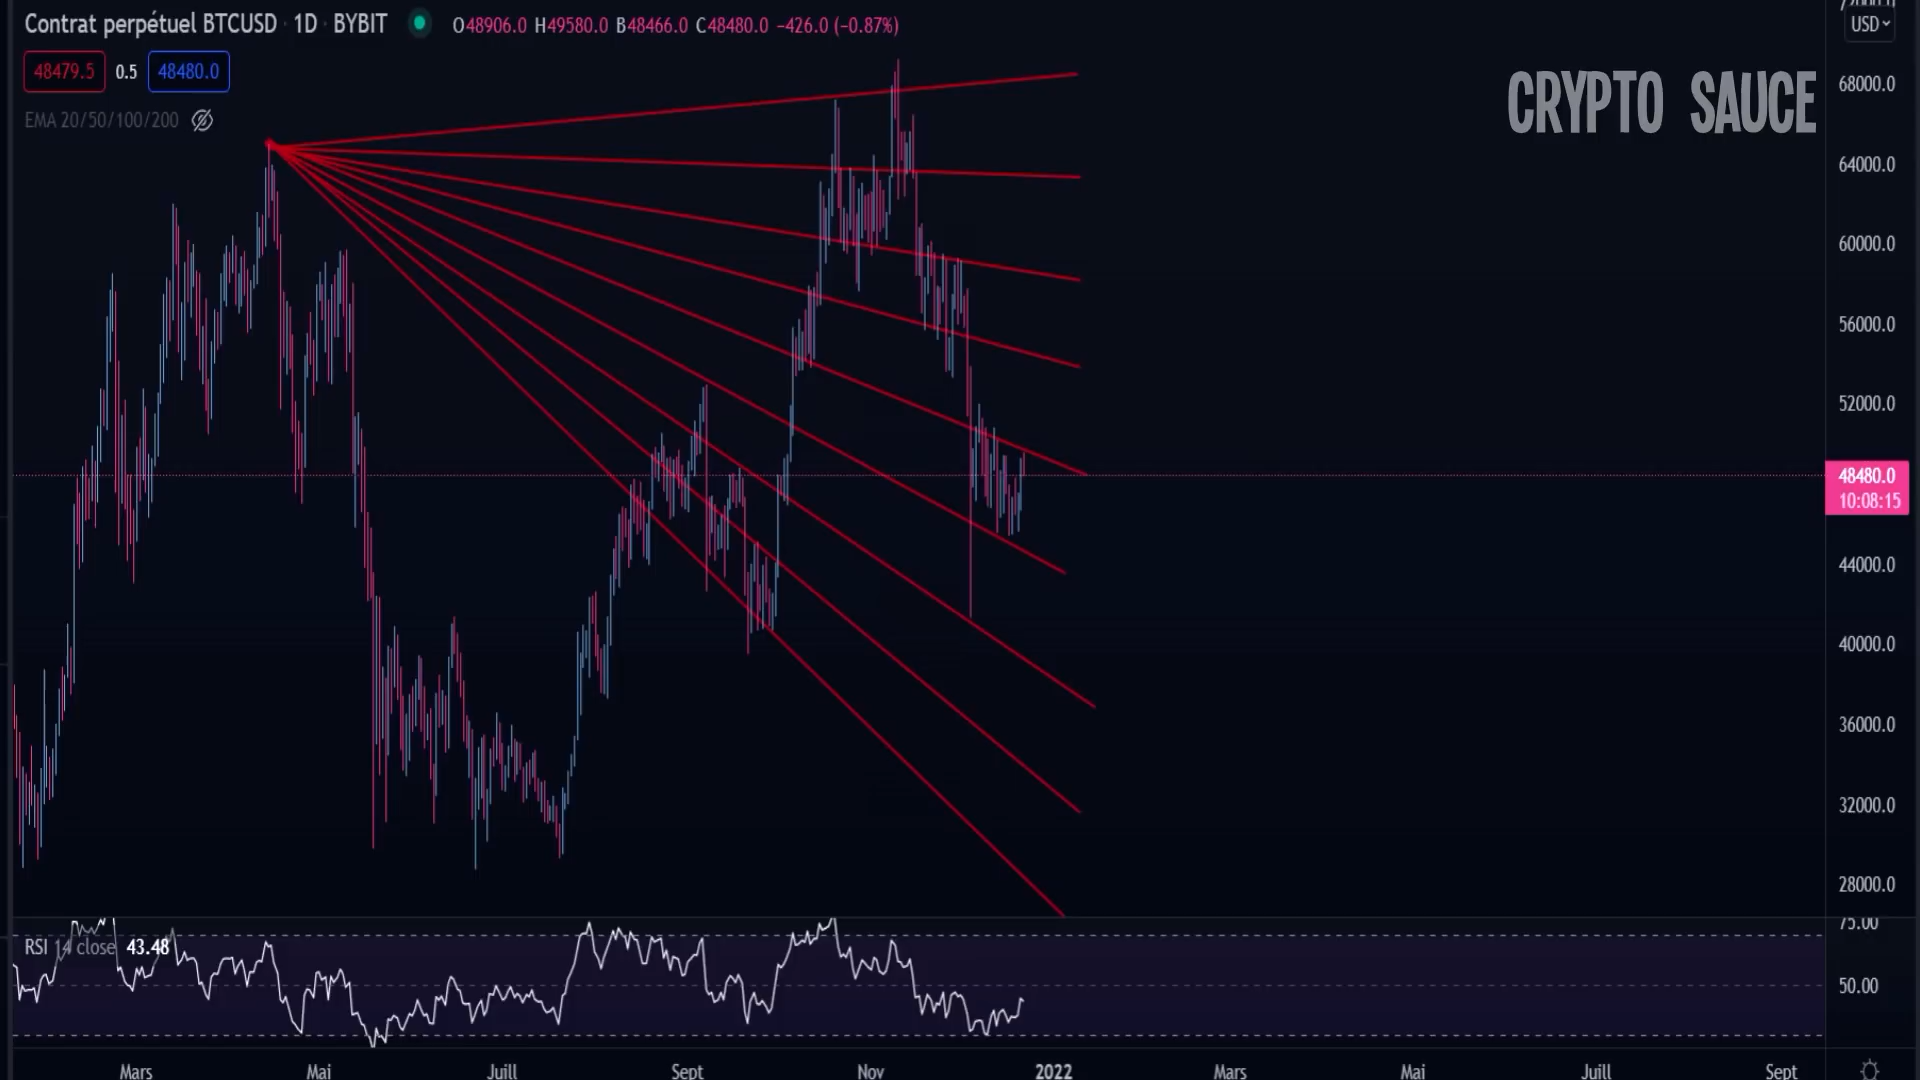 Contrat perpétuel BTCUSD · 1D · BYBIT O48906.0 H49580.0 B48466.0 C48480.0 −426.0 (−0.87%)
48479.5 0.5 48480.0
EMA 20/50/100/200
CRYPTO SAUCE
USD
68000.0
64000.0
60000.0
56000.0
52000.0
48480.0
10:08:15
44000.0
40000.0
36000.0
32000.0
28000.0
RSI 14 close 43.48
75.00
50.00
Mars Mai Juill Sept Nov 2022 Mars Mai Juill Sept